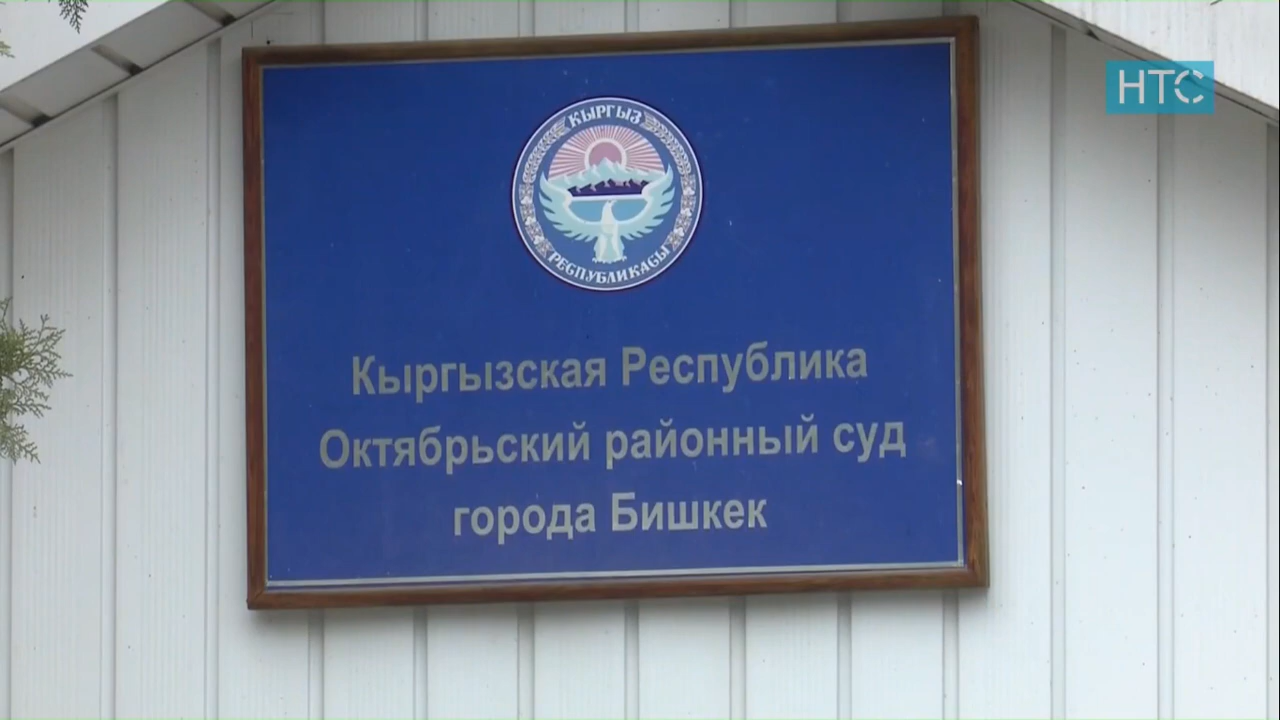 НТС
КЫРГЫЗ
РЕСПУБЛИКАСЫ
Кыргызская Республика
Октябрьский районный суд
города Бишкек